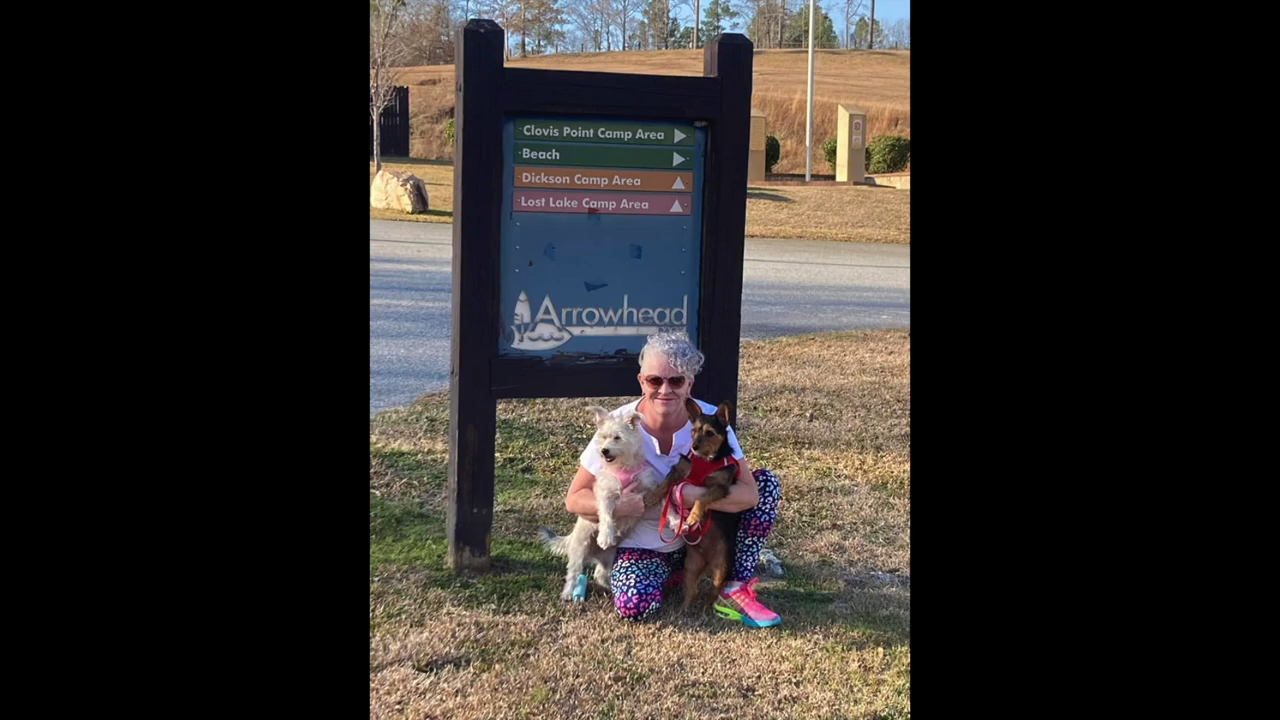 Clovis Point Camp Area
Beach
Dickson Camp Area
Lost Lake Camp Area
Arrowhead